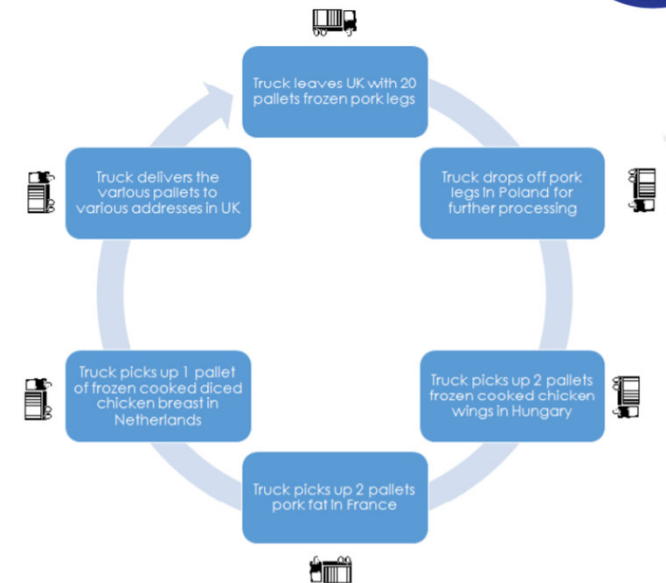 Truck leaves UK with 20
pallets frozen pork legs
Truck drops off pork
legs in Poland for
further processing
Truck picks up 2 pallets
frozen cooked chicken
wings in Hungary
Truck picks up 2 pallets
pork fat in France
Truck picks up 1 pallet
of frozen cooked diced
chicken breast in
Netherlands
Truck delivers the
various pallets to
various addresses in UK